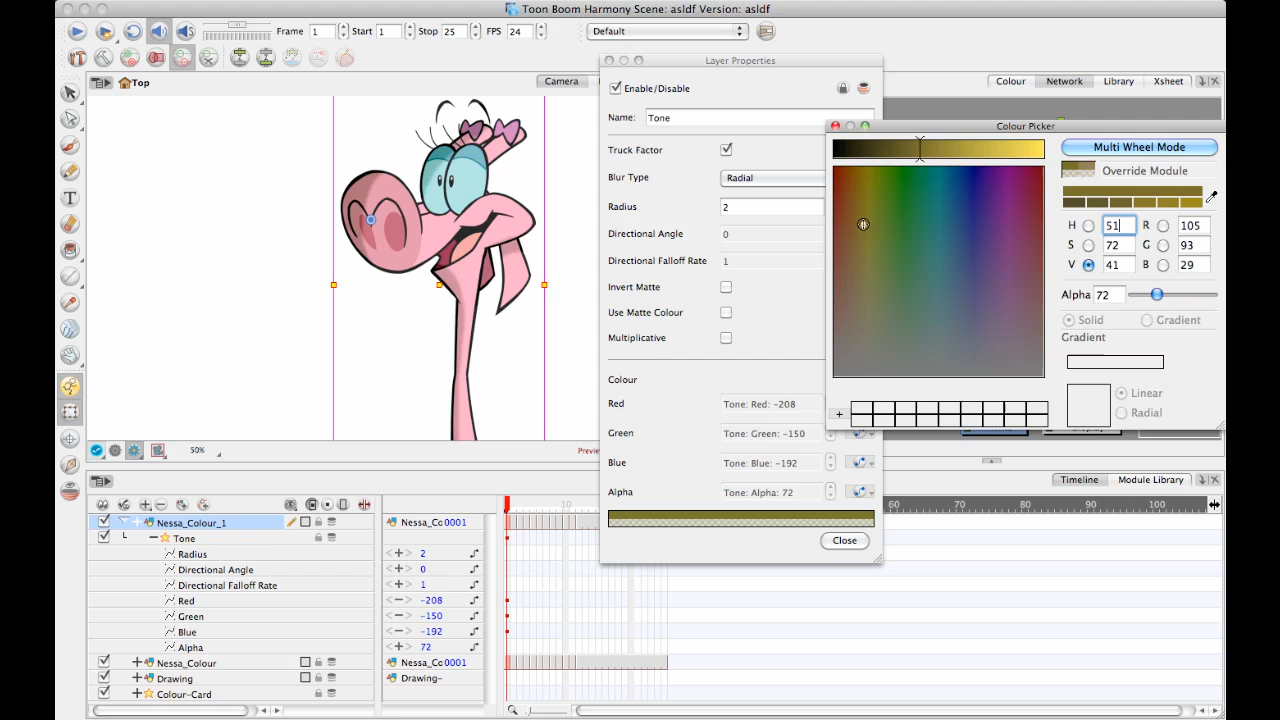 Toon Boom Harmony Scene: asldf Version: asldf
Frame 1 Start 1 Stop 25 FPS 24 Default
Top
Camera
Layer Properties
Colour Network Library Xsheet
Enable/Disable
Name: Tone
Truck Factor
Blur Type Radial
Radius 2
Directional Angle 0
Directional Falloff Rate 1
Invert Matte
Use Matte Colour
Multiplicative
Colour
Red Tone: Red: -208
Green Tone: Green: -150
Blue Tone: Blue: -192
Alpha Tone: Alpha: 72
Close
Colour Picker
Multi Wheel Mode
Override Module
H 51 R 105
S 72 G 93
V 41 B 29
Alpha 72
Solid Gradient
Gradient
Linear
Radial
+
50%
Timeline Module Library
10 60 70 80 90 100
Nessa_Colour_1 Nessa_Co 0001
Tone
Radius 2
Directional Angle 0
Directional Falloff Rate 1
Red -208
Green -150
Blue -192
Alpha 72
Nessa_Colour Nessa_Co 0001
Drawing Drawing-
Colour-Card